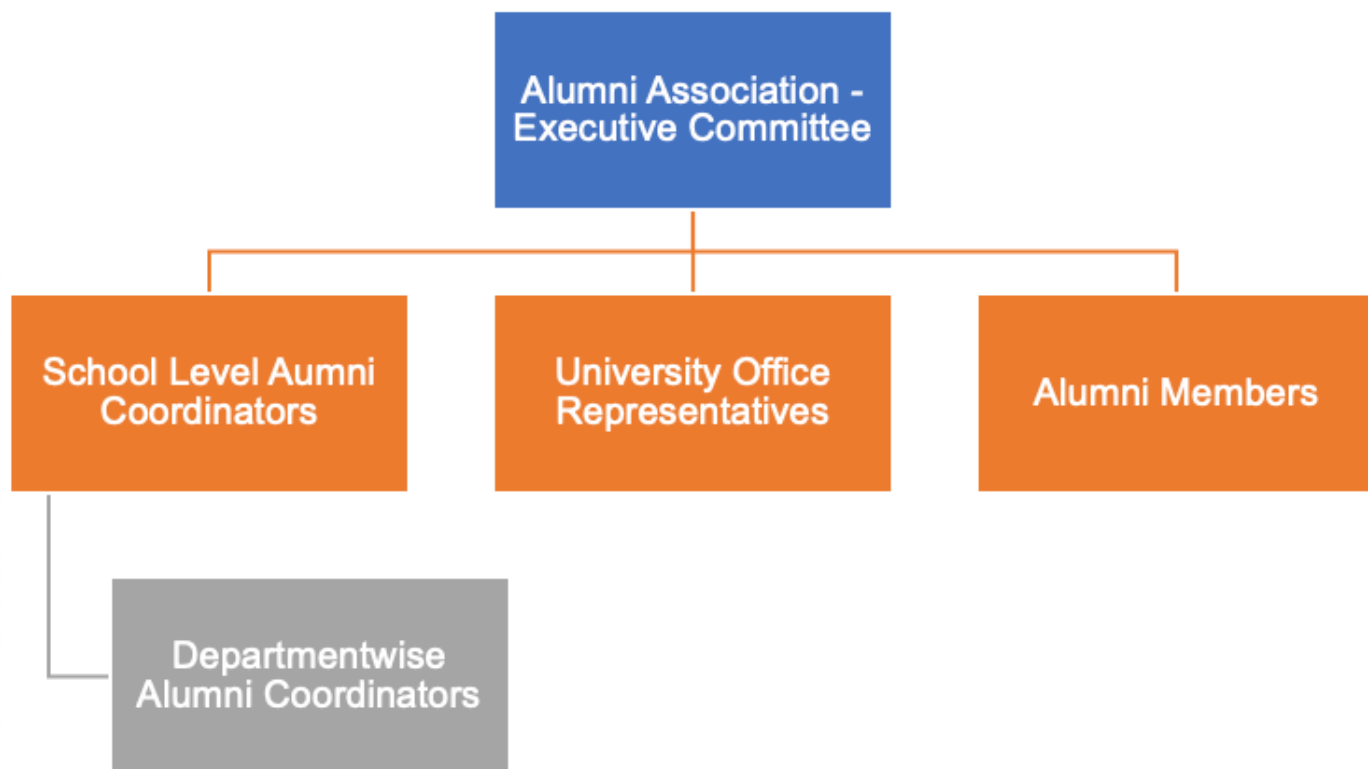 Alumni Association -
Executive Committee
School Level Aumni
Coordinators
University Office
Representatives
Alumni Members
Departmentwise
Alumni Coordinators